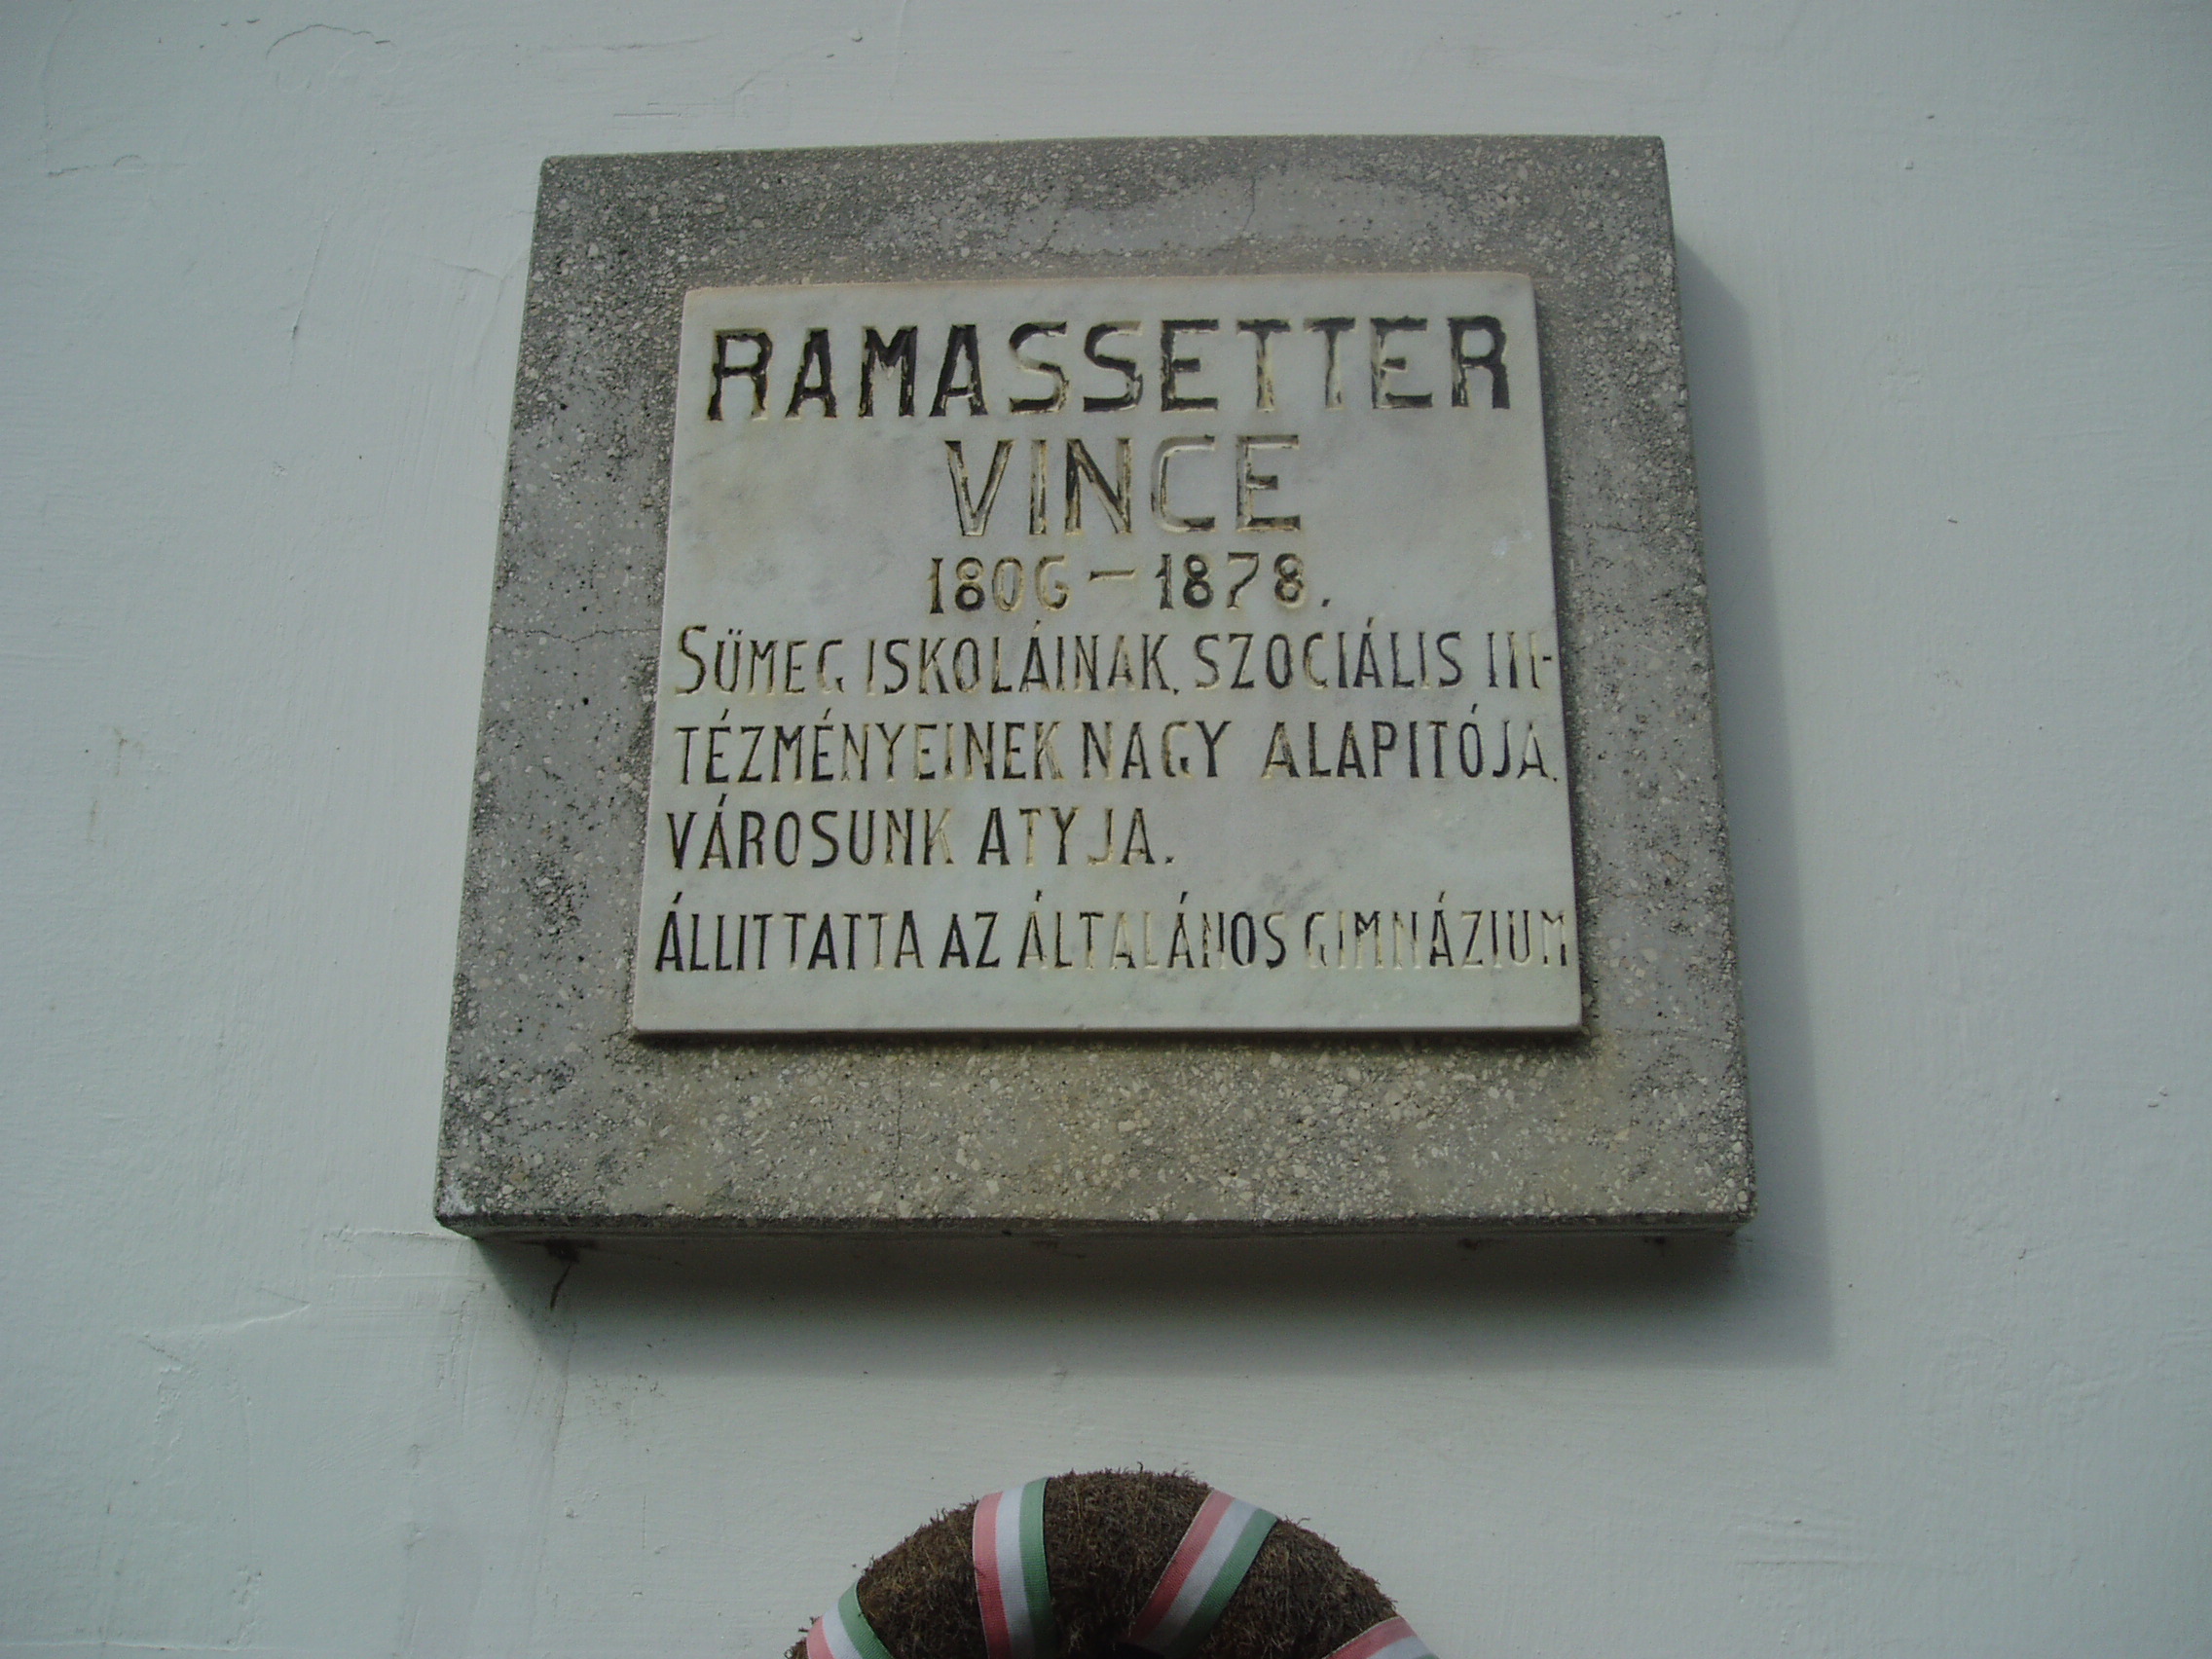 RAMASSETTER
VINCE
1806 – 1878.
SÜMEG ISKOLÁINAK, SZOCIÁLIS IN-
TÉZMÉNYEINEK NAGY ALAPITÓJA,
VÁROSUNK ATYJA.
ÁLLITTATTA AZ ÁLTALÁNOS GIMNÁZIUM